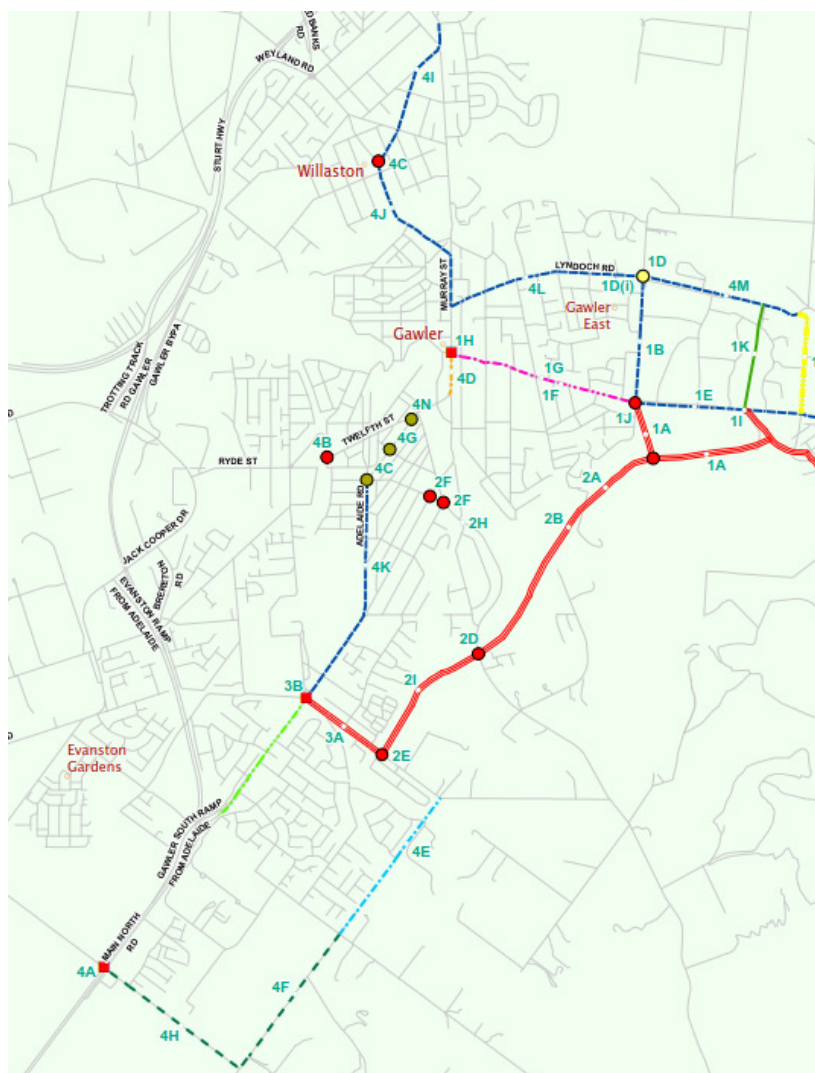 REDBANKS
RD
WEYLAND RD
4I
STURT HWY
Willaston
4C
4J
MURRAY ST
LYNDOCH RD
1D
1D(i)
4L
4M
Gawler
East
Gawler
1H
1B
1K
1G
4D
1F
1E
1J
1I
TROTTING TRACK
RD GAWLER
GAWLER BYPA
4N
TWELFTH ST
4B
4G
1A
1A
RYDE ST
4C
2F
2F
2A
ADELAIDE RD
2B
2H
JACK COOPER DR
4K
BRERETON
RD
EVANSTON RAMP
FROM ADELAIDE
2D
2I
3B
3A
2E
Evanston
Gardens
GAWLER SOUTH RAMP
FROM ADELAIDE
4E
MAIN NORTH
RD
4A
4F
4H